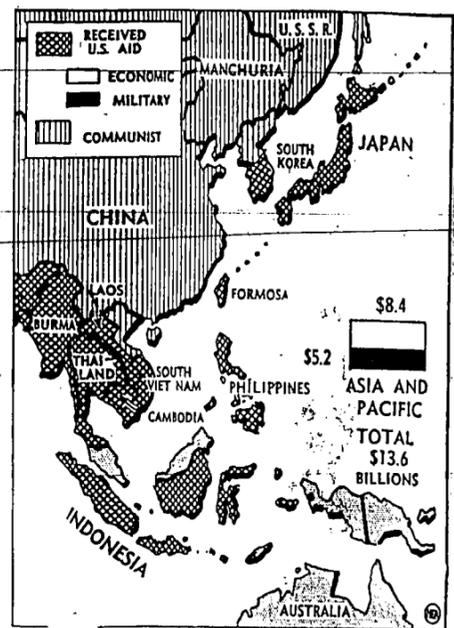 RECEIVED
U.S. AID
ECONOMIC
MILITARY
COMMUNIST
U.S.S.R.
MANCHURIA
SOUTH
KOREA
JAPAN
CHINA
LAOS
BURMA
THAI-
LAND
FORMOSA
SOUTH
VIET NAM
CAMBODIA
PHILIPPINES
$8.4
$5.2
ASIA AND
PACIFIC
TOTAL
$13.6
BILLIONS
INDONESIA
AUSTRALIA